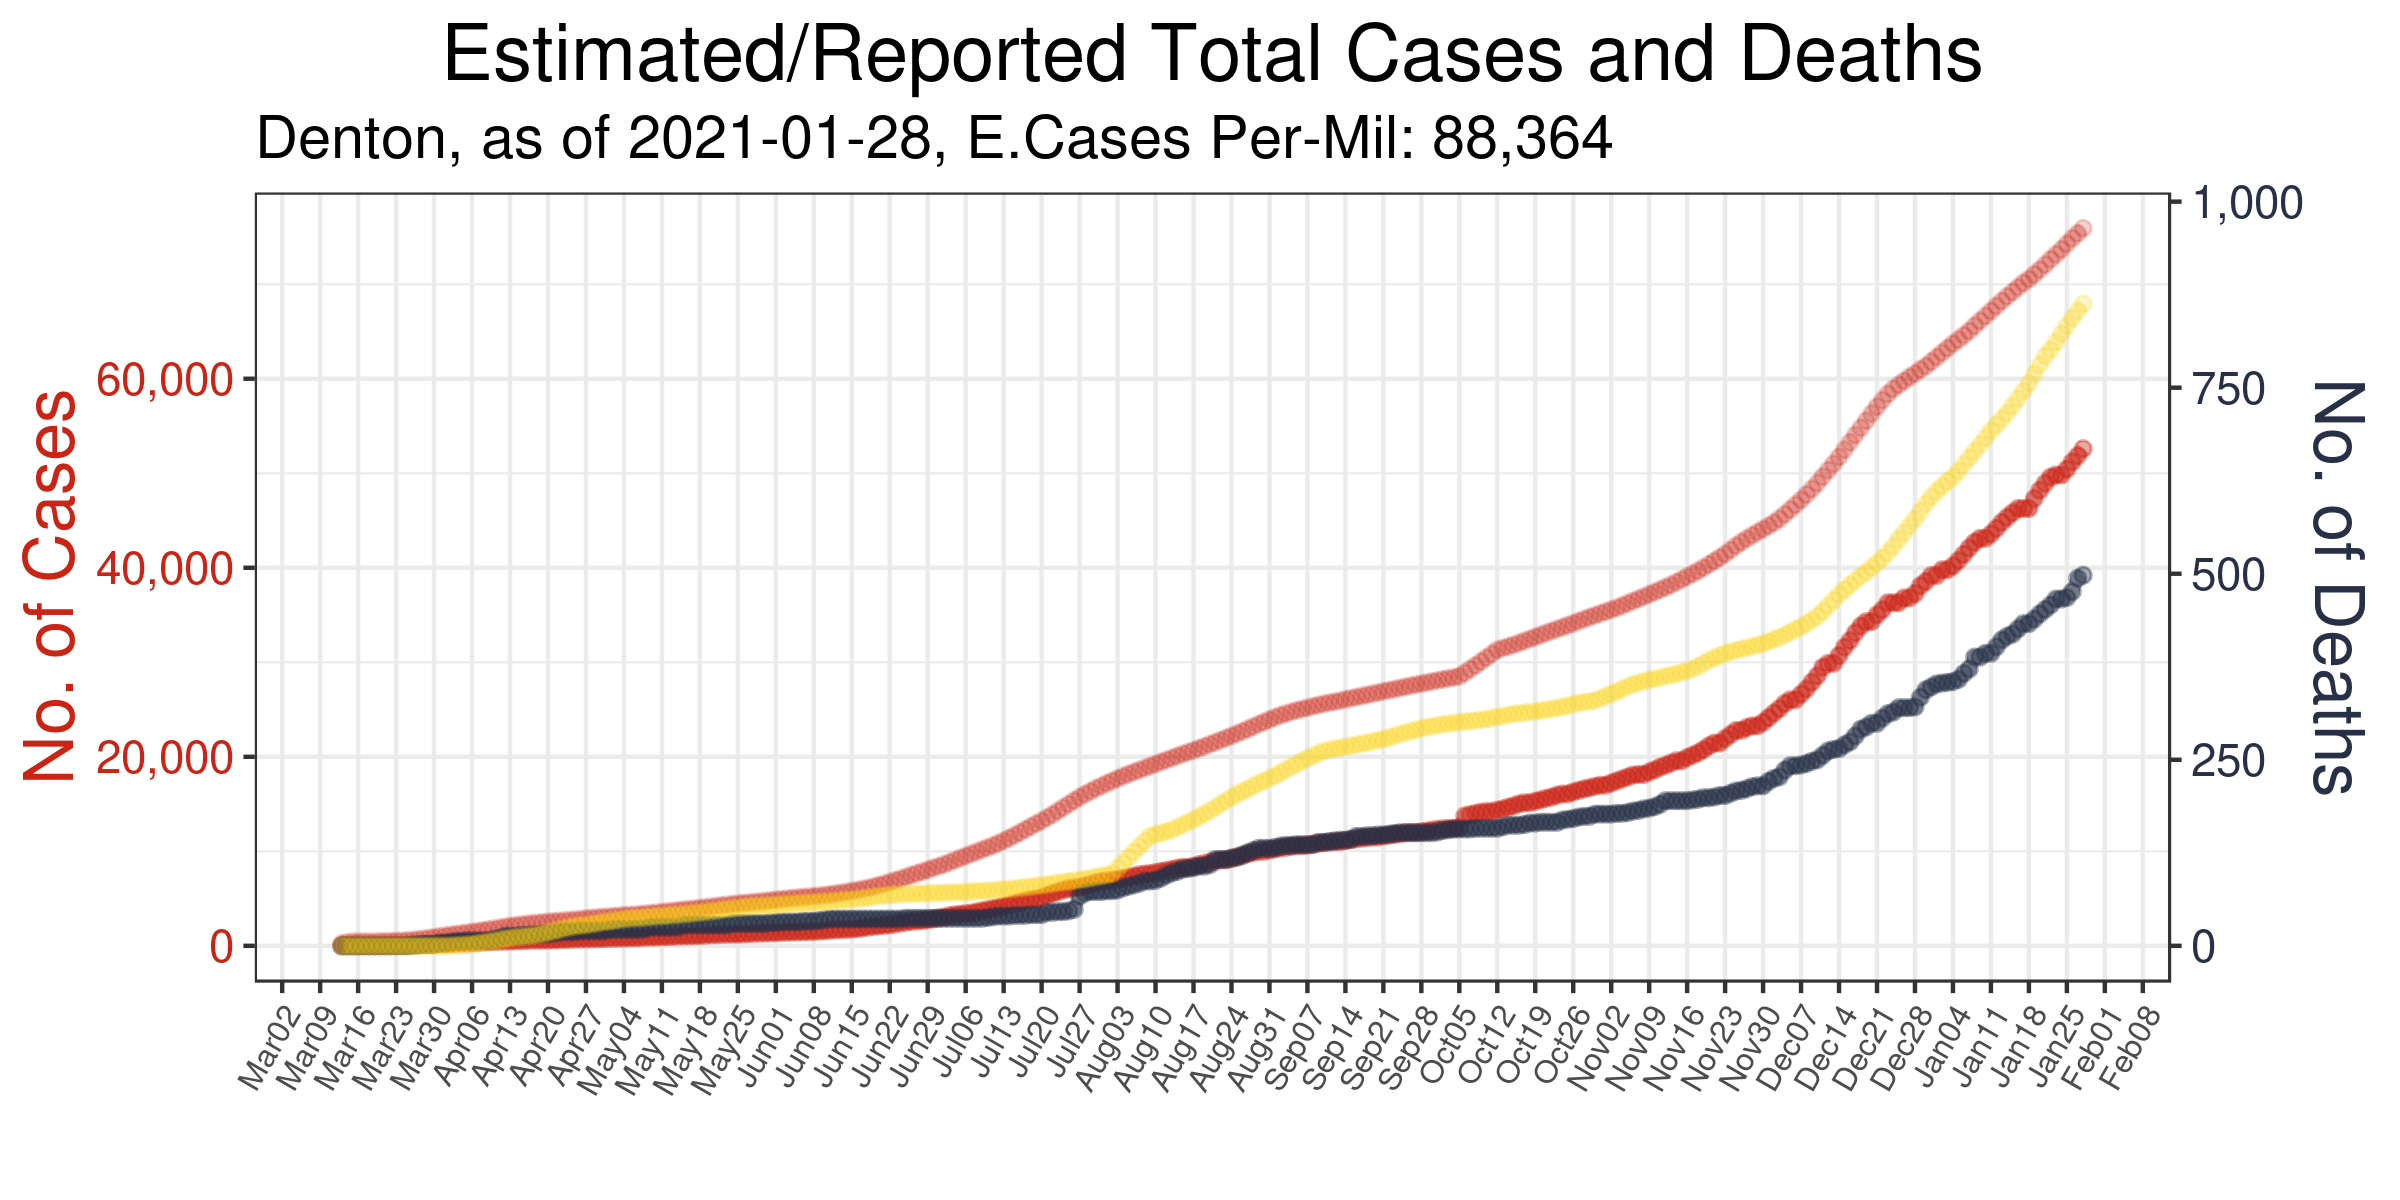 Estimated/Reported Total Cases and Deaths
Denton, as of 2021-01-28, E.Cases Per-Mil: 88,364
No. of Cases
60,000
40,000
20,000
0
1,000
750
500
250
0
No. of Deaths
Mar02
Mar09
Mar16
Mar23
Mar30
Apr06
Apr13
Apr20
Apr27
May04
May11
May18
May25
Jun01
Jun08
Jun15
Jun22
Jun29
Jul06
Jul13
Jul20
Jul27
Aug03
Aug10
Aug17
Aug24
Aug31
Sep07
Sep14
Sep21
Sep28
Oct05
Oct12
Oct19
Oct26
Nov02
Nov09
Nov16
Nov23
Nov30
Dec07
Dec14
Dec21
Dec28
Jan04
Jan11
Jan18
Jan25
Feb01
Feb08